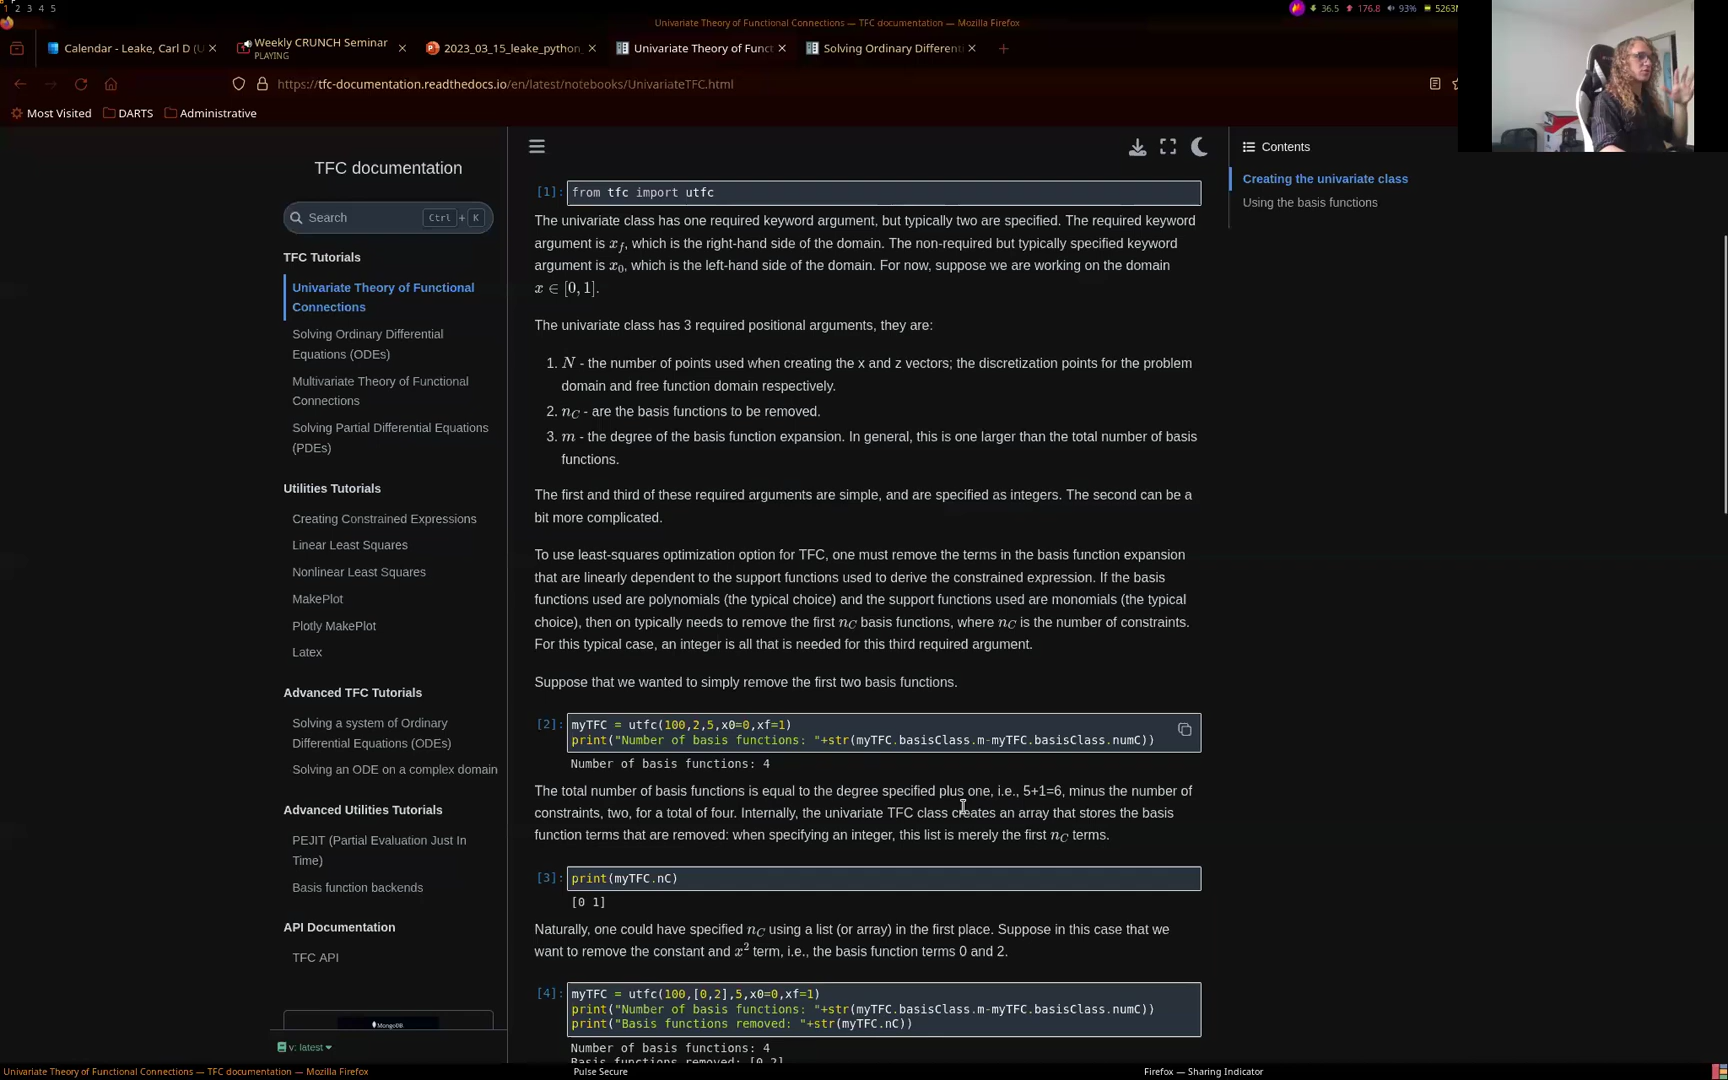 1 2 3 4 5
36.5 176.8 93% 5263M
Univariate Theory of Functional Connections — TFC documentation — Mozilla Firefox
Calendar - Leake, Carl D (U
Weekly CRUNCH Seminar
PLAYING
2023_03_15_leake_python_
Univariate Theory of Funct
Solving Ordinary Different
https://tfc-documentation.readthedocs.io/en/latest/notebooks/UnivariateTFC.html
Most Visited DARTS Administrative
TFC documentation
Search Ctrl + K
TFC Tutorials
Univariate Theory of Functional
Connections
Solving Ordinary Differential
Equations (ODEs)
Multivariate Theory of Functional
Connections
Solving Partial Differential Equations
(PDEs)
Utilities Tutorials
Creating Constrained Expressions
Linear Least Squares
Nonlinear Least Squares
MakePlot
Plotly MakePlot
Latex
Advanced TFC Tutorials
Solving a system of Ordinary
Differential Equations (ODEs)
Solving an ODE on a complex domain
Advanced Utilities Tutorials
PEJIT (Partial Evaluation Just In
Time)
Basis function backends
API Documentation
TFC API
MongoDB
v: latest
[1]: from tfc import utfc
The univariate class has one required keyword argument, but typically two are specified. The required keyword
argument is x_f, which is the right-hand side of the domain. The non-required but typically specified keyword
argument is x_0, which is the left-hand side of the domain. For now, suppose we are working on the domain
x ∈ [0, 1].
The univariate class has 3 required positional arguments, they are:
1. N - the number of points used when creating the x and z vectors; the discretization points for the problem
domain and free function domain respectively.
2. n_C - are the basis functions to be removed.
3. m - the degree of the basis function expansion. In general, this is one larger than the total number of basis
functions.
The first and third of these required arguments are simple, and are specified as integers. The second can be a
bit more complicated.
To use least-squares optimization option for TFC, one must remove the terms in the basis function expansion
that are linearly dependent to the support functions used to derive the constrained expression. If the basis
functions used are polynomials (the typical choice) and the support functions used are monomials (the typical
choice), then on typically needs to remove the first n_C basis functions, where n_C is the number of constraints.
For this typical case, an integer is all that is needed for this third required argument.
Suppose that we wanted to simply remove the first two basis functions.
[2]: myTFC = utfc(100,2,5,x0=0,xf=1)
print("Number of basis functions: "+str(myTFC.basisClass.m-myTFC.basisClass.numC))
Number of basis functions: 4
The total number of basis functions is equal to the degree specified plus one, i.e., 5+1=6, minus the number of
constraints, two, for a total of four. Internally, the univariate TFC class creates an array that stores the basis
function terms that are removed: when specifying an integer, this list is merely the first n_C terms.
[3]: print(myTFC.nC)
[0 1]
Naturally, one could have specified n_C using a list (or array) in the first place. Suppose in this case that we
want to remove the constant and x² term, i.e., the basis function terms 0 and 2.
[4]: myTFC = utfc(100,[0,2],5,x0=0,xf=1)
print("Number of basis functions: "+str(myTFC.basisClass.m-myTFC.basisClass.numC))
print("Basis functions removed: "+str(myTFC.nC))
Number of basis functions: 4
Basis functions removed: [0 2]
Contents
Creating the univariate class
Using the basis functions
Univariate Theory of Functional Connections — TFC documentation — Mozilla Firefox
Pulse Secure
Firefox — Sharing Indicator